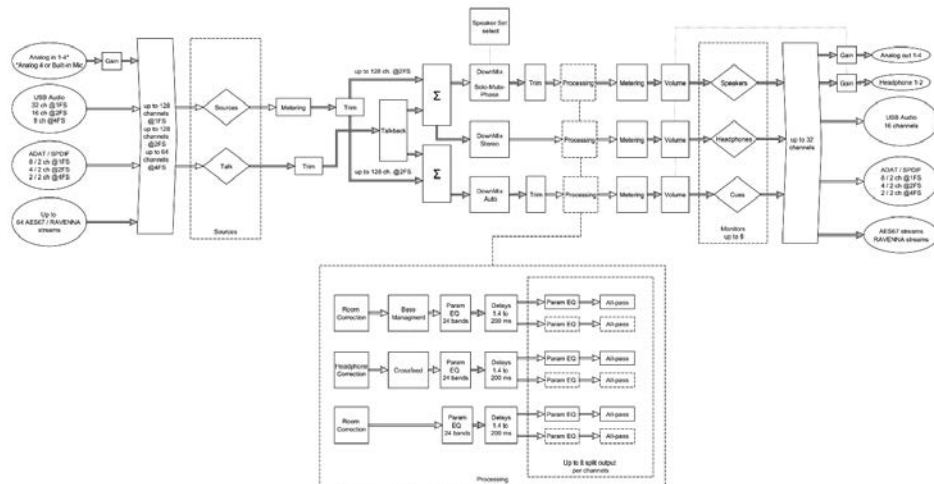 Speaker Set
select
Analog in 1-4*
*Analog 4 or Built-in Mic
Gain
USB Audio
32 ch @1FS
16 ch @2FS
8 ch @4FS
ADAT / SPDIF
8 / 2 ch @1FS
4 / 2 ch @2FS
2 / 2 ch @4FS
Up to
64 AES67 / RAVENNA
streams
up to 128
channels
@1FS
up to 128
channels
@2FS
up to 64
channels
@4FS
Sources
Talk
Sources
Metering
Trim
Trim
up to 128 ch. @2FS
Talkback
up to 128 ch. @2FS
Σ
Σ
DownMix
Solo-Mute-
Phase
Trim
Processing
Metering
Volume
Speakers
DownMix
Stereo
Processing
Metering
Volume
Headphones
DownMix
Auto
Trim
Processing
Metering
Volume
Cues
Monitors
up to 8
up to 32
channels
Gain
Analog out 1-4
Gain
Headphone 1-2
USB Audio
16 channels
ADAT / SPDIF
8 / 2 ch @1FS
4 / 2 ch @2FS
2 / 2 ch @4FS
AES67 streams
RAVENNA streams
Room
Correction
Bass
Managment
Param
EQ
24 bands
Delays
1.4 to
200 ms
Param EQ
All-pass
Param EQ
All-pass
Headphone
Correction
Crossfeed
Param
EQ
24 bands
Delays
1.4 to
200 ms
Param EQ
All-pass
Param EQ
All-pass
Room
Correction
Param
EQ
24 bands
Delays
1.4 to
200 ms
Param EQ
All-pass
Param EQ
All-pass
Up to 8 split output
per channels
Processing